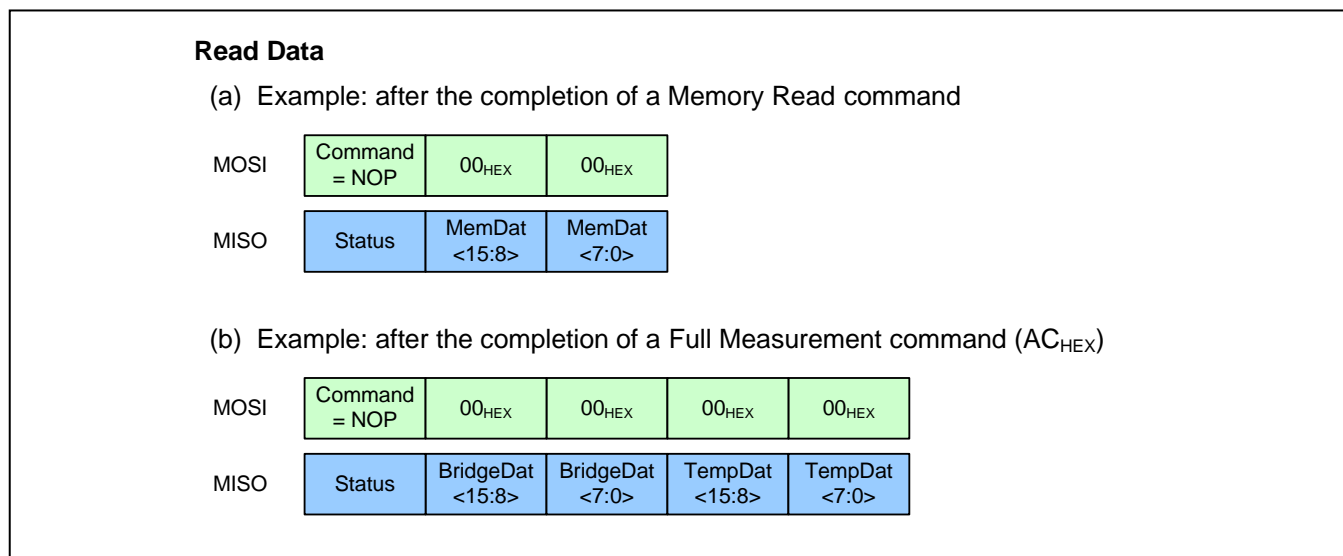 Read Data
(a) Example: after the completion of a Memory Read command
MOSI Command = NOP 00HEX 00HEX
MISO Status MemDat <15:8> MemDat <7:0>
(b) Example: after the completion of a Full Measurement command (ACHEX)
MOSI Command = NOP 00HEX 00HEX 00HEX 00HEX
MISO Status BridgeDat <15:8> BridgeDat <7:0> TempDat <15:8> TempDat <7:0>